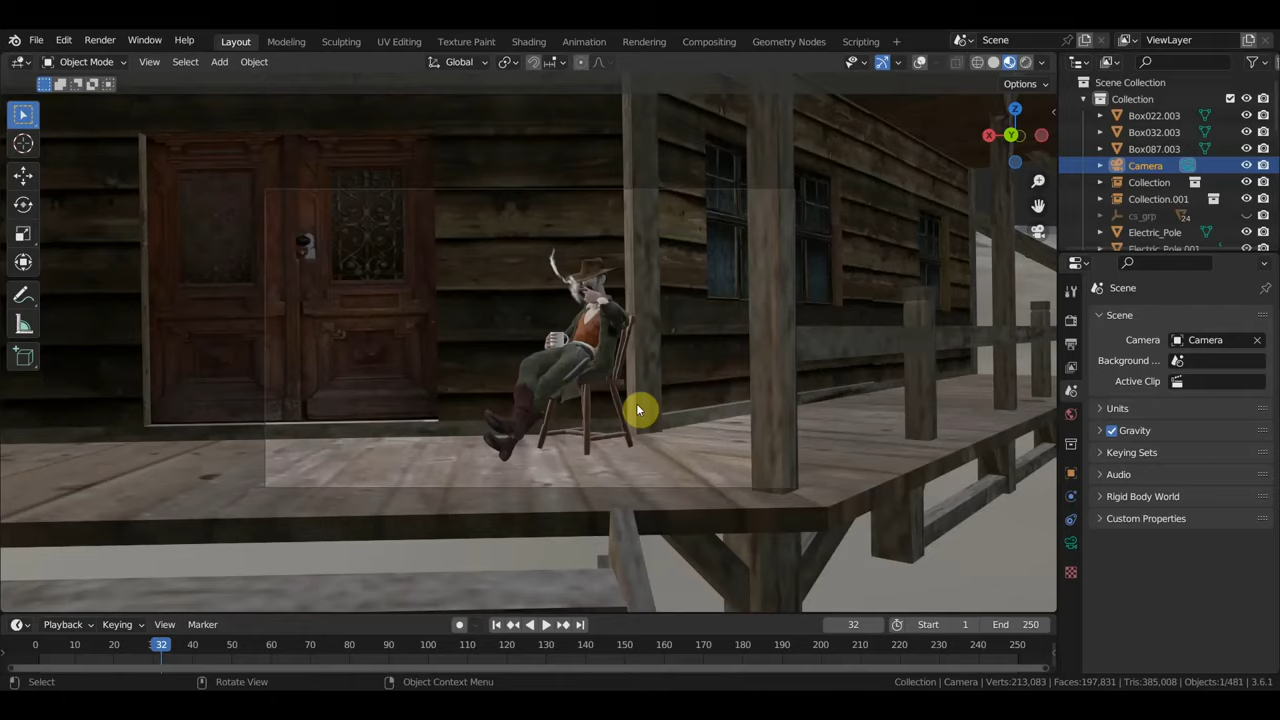 File Edit Render Window Help Layout Modeling Sculpting UV Editing Texture Paint Shading Animation Rendering Compositing Geometry Nodes Scripting + Scene ViewLayer
Object Mode View Select Add Object Global
Options
Scene Collection
Collection
Box022.003
Box032.003
Box087.003
Camera
Collection
Collection.001
cs_grp 24
Electric_Pole
Electric_Pole.001
Z
X
Y
Scene
Scene
Camera Camera
Background ...
Active Clip
Units
Gravity
Keying Sets
Audio
Rigid Body World
Custom Properties
Playback Keying View Marker 32 Start 1 End 250
0 10 20 32 40 50 60 70 80 90 100 110 120 130 140 150 160 170 180 190 200 210 220 230 240 250
Select Rotate View Object Context Menu Collection | Camera | Verts:213,083 | Faces:197,831 | Tris:385,008 | Objects:1/481 | 3.6.1